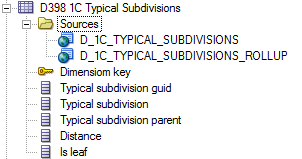 D398 1C Typical Subdivisions
Sources
D_1C_TYPICAL_SUBDIVISIONS
D_1C_TYPICAL_SUBDIVISIONS_ROLLUP
Dimensiom key
Typical subdivision guid
Typical subdivision
Typical subdivision parent
Distance
Is leaf